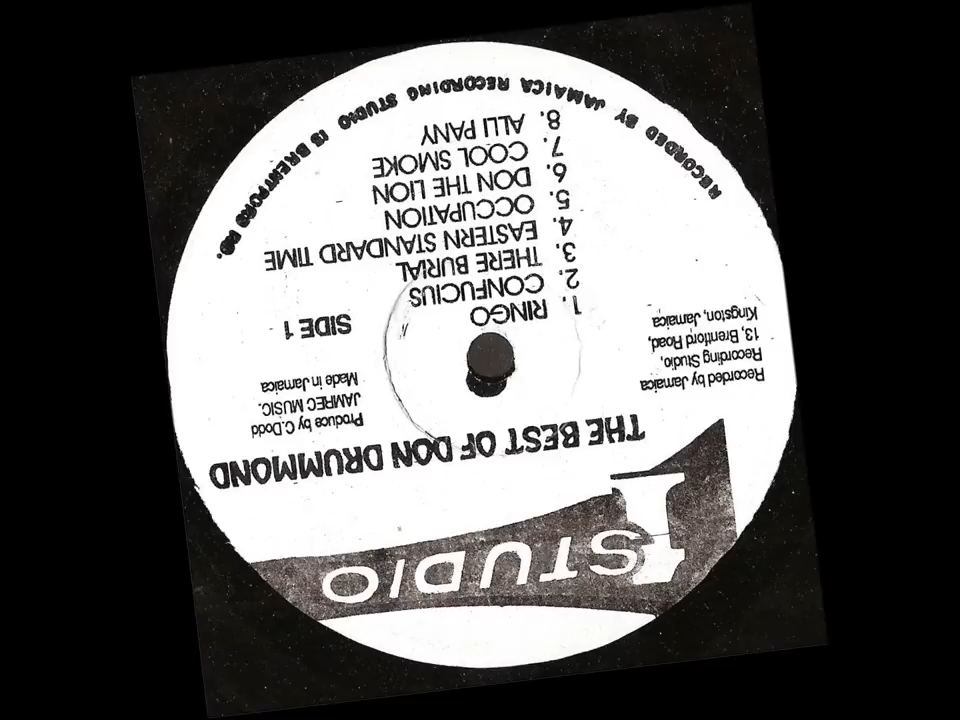 STUDIO 1
THE BEST OF DON DRUMMOND
Recorded by Jamaica
Recording Studio,
13, Brentford Road,
Kingston, Jamaica
Produce by C.Dodd
JAMREC MUSIC.
Made in Jamaica
SIDE 1
1. RINGO
2. CONFUCIUS
3. THERE BURIAL
4. EASTERN STANDARD TIME
5. OCCUPATION
6. DON THE LION
7. COOL SMOKE
8. ALLI PANY
RECORDED BY JAMAICA RECORDING STUDIO 13 BRENTFORD RD.